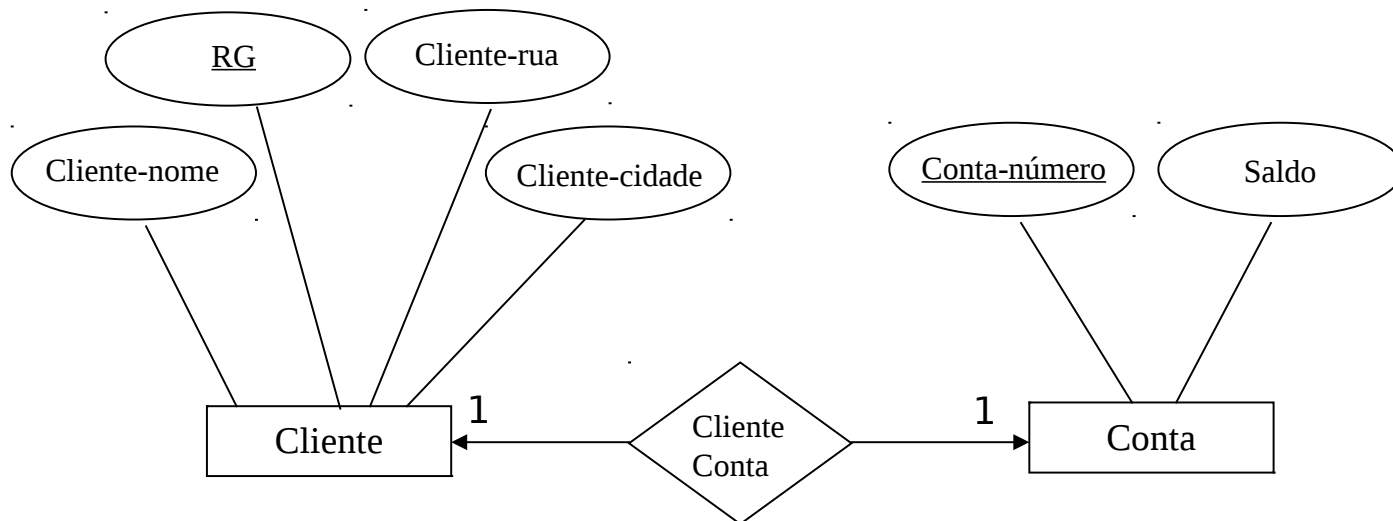 RG
Cliente-rua
Cliente-nome
Cliente-cidade
Conta-número
Saldo
Cliente
1
Cliente
Conta
1
Conta